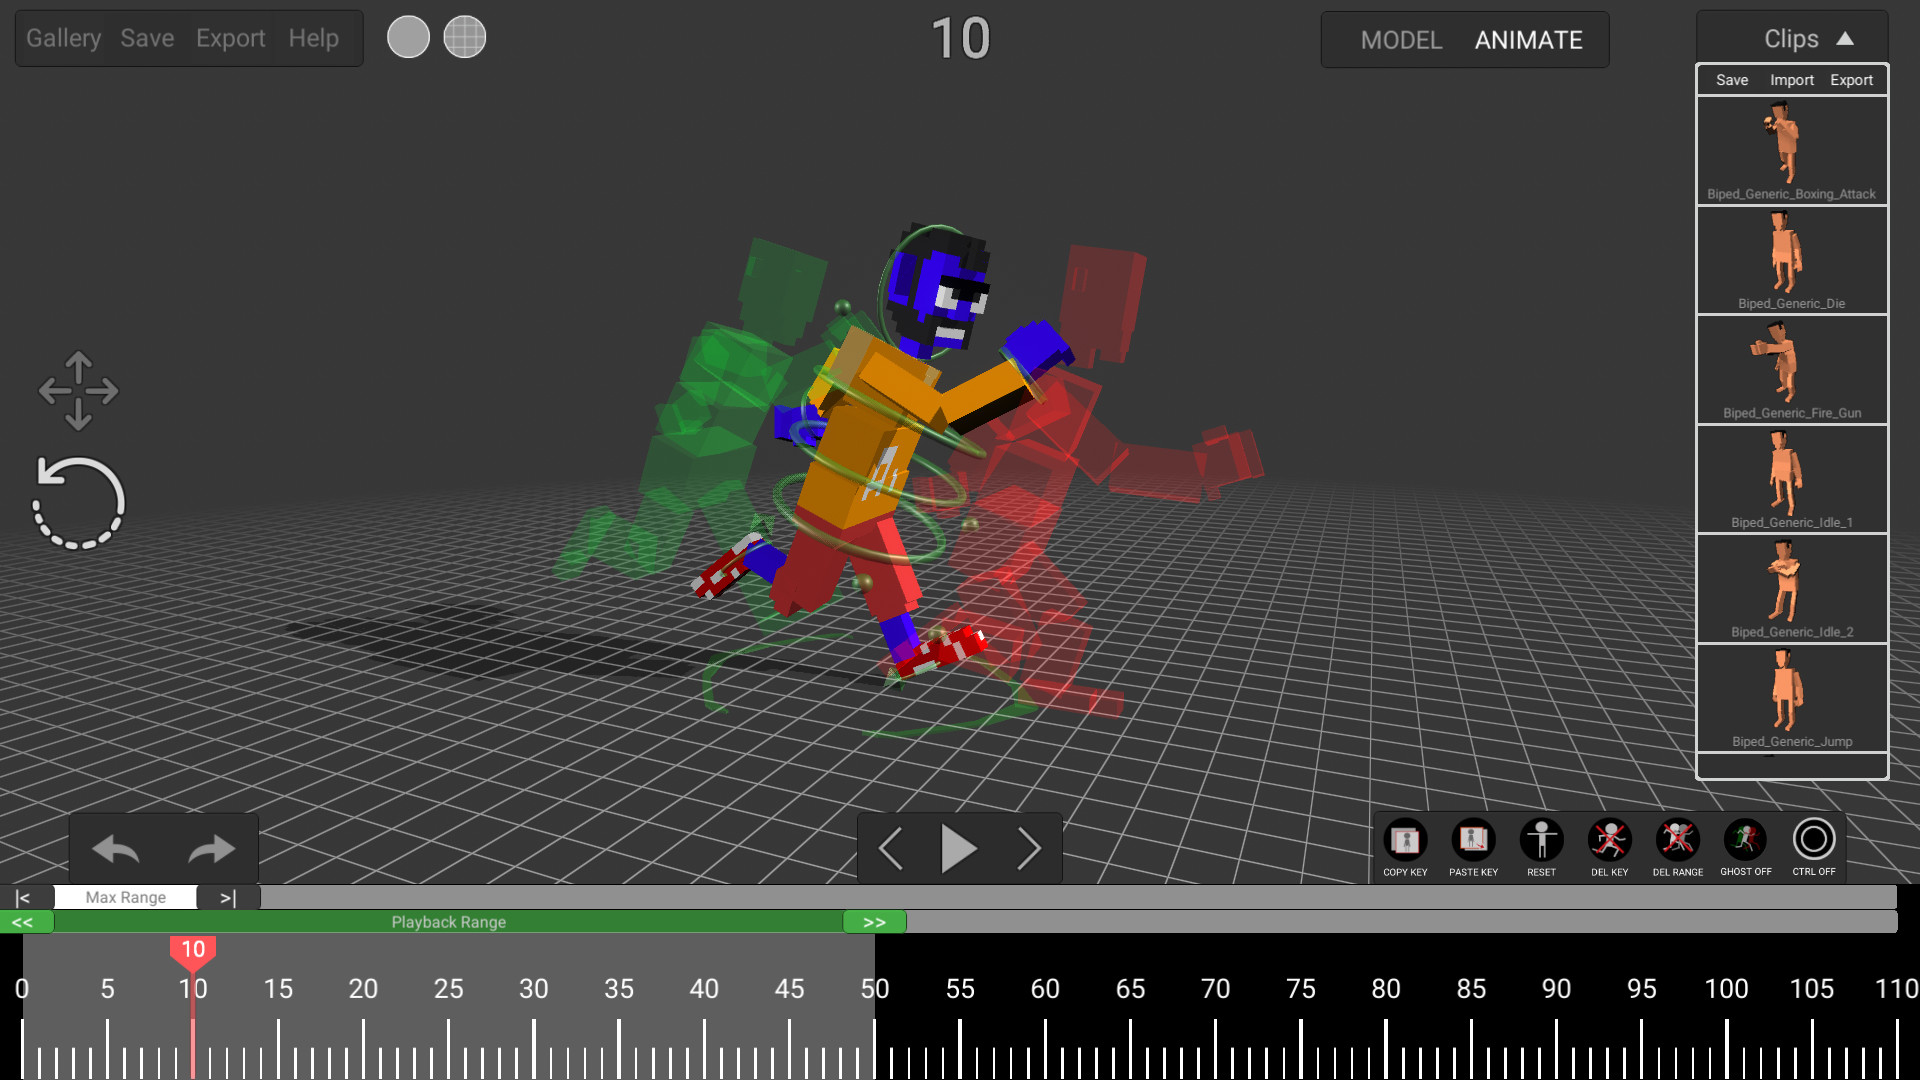 Gallery Save Export Help
10
MODEL ANIMATE
Clips
Save Import Export
Biped_Generic_Boxing_Attack
Biped_Generic_Die
Biped_Generic_Fire_Gun
Biped_Generic_Idle_1
Biped_Generic_Idle_2
Biped_Generic_Jump
COPY KEY PASTE KEY RESET DEL KEY DEL RANGE GHOST OFF CTRL OFF
|< Max Range >|
<< Playback Range >>
10
0 5 10 15 20 25 30 35 40 45 50 55 60 65 70 75 80 85 90 95 100 105 110